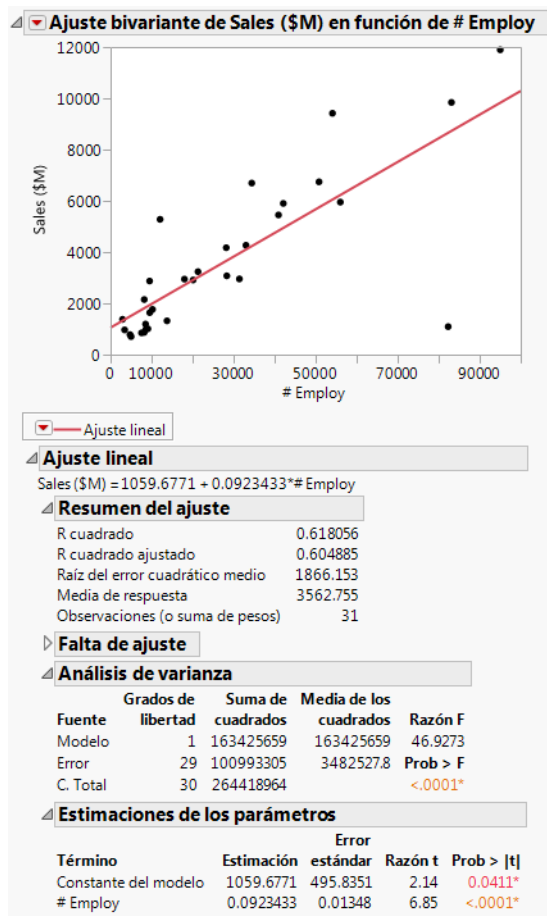 Ajuste bivariante de Sales ($M) en función de # Employ
12000
10000
8000
6000
4000
2000
0
Sales ($M)
0 10000 30000 50000 70000 90000
# Employ
Ajuste lineal
Ajuste lineal
Sales ($M) = 1059.6771 + 0.0923433*# Employ
Resumen del ajuste
R cuadrado 0.618056
R cuadrado ajustado 0.604885
Raíz del error cuadrático medio 1866.153
Media de respuesta 3562.755
Observaciones (o suma de pesos) 31
Falta de ajuste
Análisis de varianza
Grados de Suma de Media de los
Fuente libertad cuadrados cuadrados Razón F
Modelo 1 163425659 163425659 46.9273
Error 29 100993305 3482527.8 Prob > F
C. Total 30 264418964 <.0001*
Estimaciones de los parámetros
Error
Término Estimación estándar Razón t Prob > |t|
Constante del modelo 1059.6771 495.8351 2.14 0.0411*
# Employ 0.0923433 0.01348 6.85 <.0001*